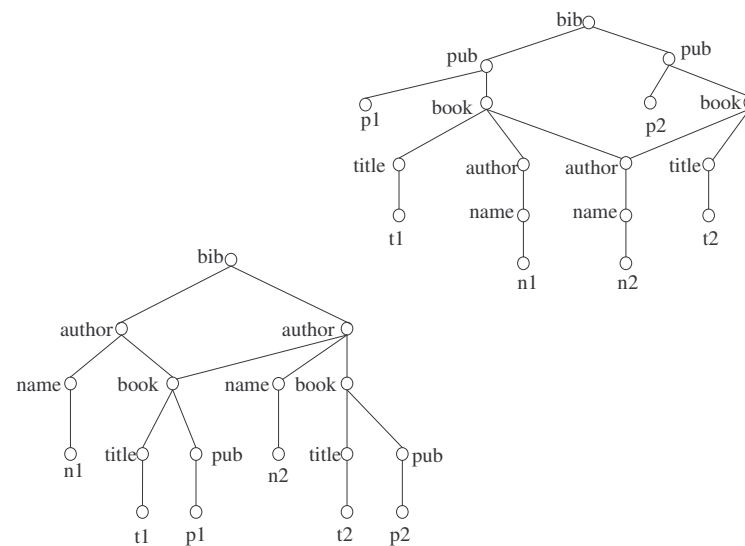 bib
pub pub
p1 book p2 book
title author author title
t1 name name t2
n1 n2
bib
author author
name book name book
n1 title pub n2 title pub
t1 p1 t2 p2